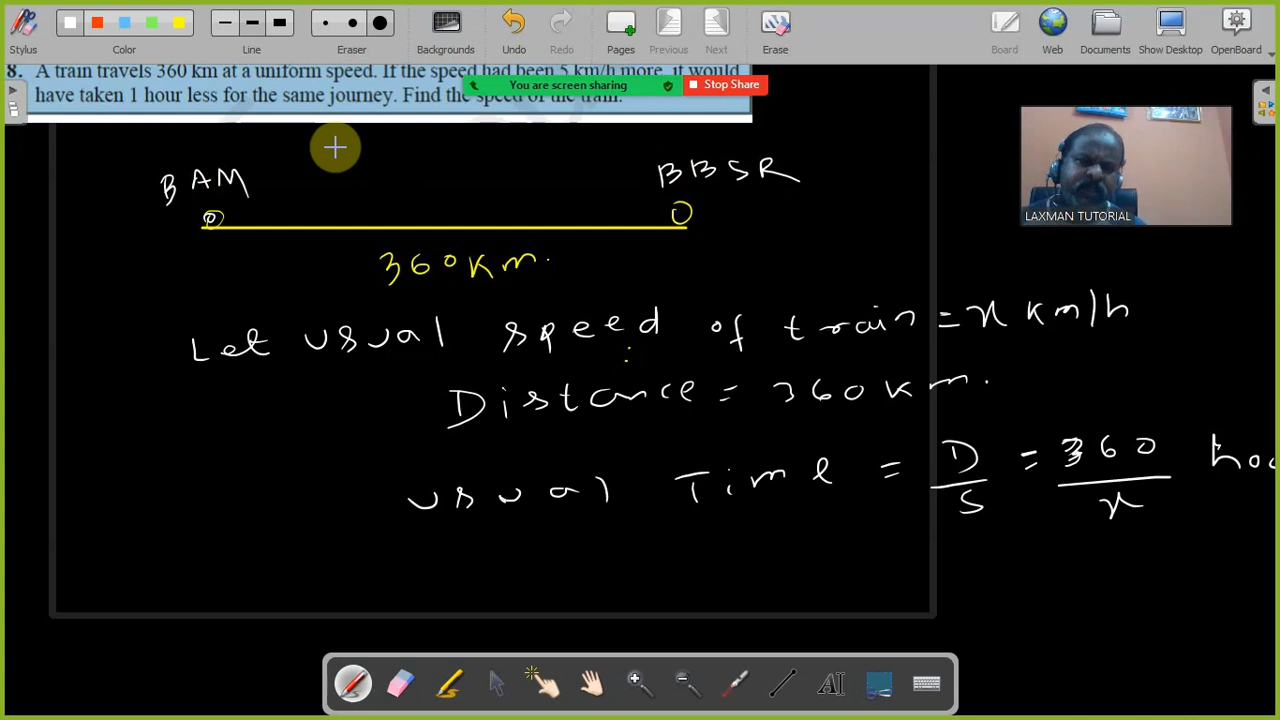 Stylus Color Line Eraser Backgrounds Undo Redo Pages Previous Next Erase Board Web Documents Show Desktop OpenBoard
8. A train travels 360 km at a uniform speed. If the speed had been 5 km/h more, it would
have taken 1 hour less for the same journey. Find the speed of the train.
You are screen sharing Stop Share
BAM BBSR
LAXMAN TUTORIAL
360 Km.
Let usual speed of train = x km/h
Distance = 360 km.
usual Time = D/S = 360/x hou
AI